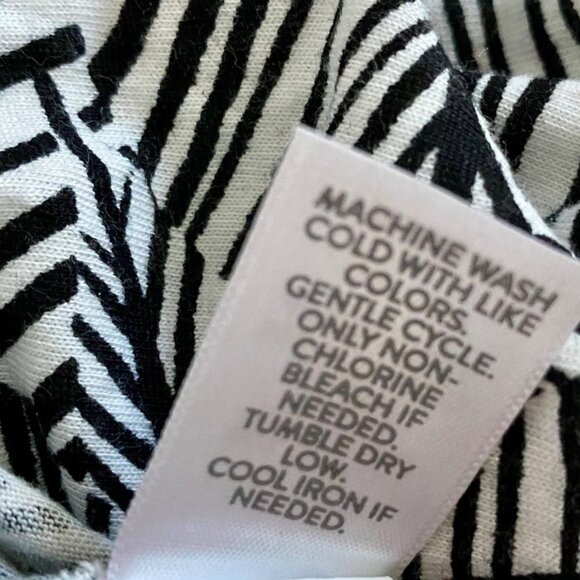 MACHINE WASH
COLD WITH LIKE
COLORS.
GENTLE CYCLE.
ONLY NON-
CHLORINE
BLEACH IF
NEEDED.
TUMBLE DRY
LOW.
COOL IRON IF
NEEDED.